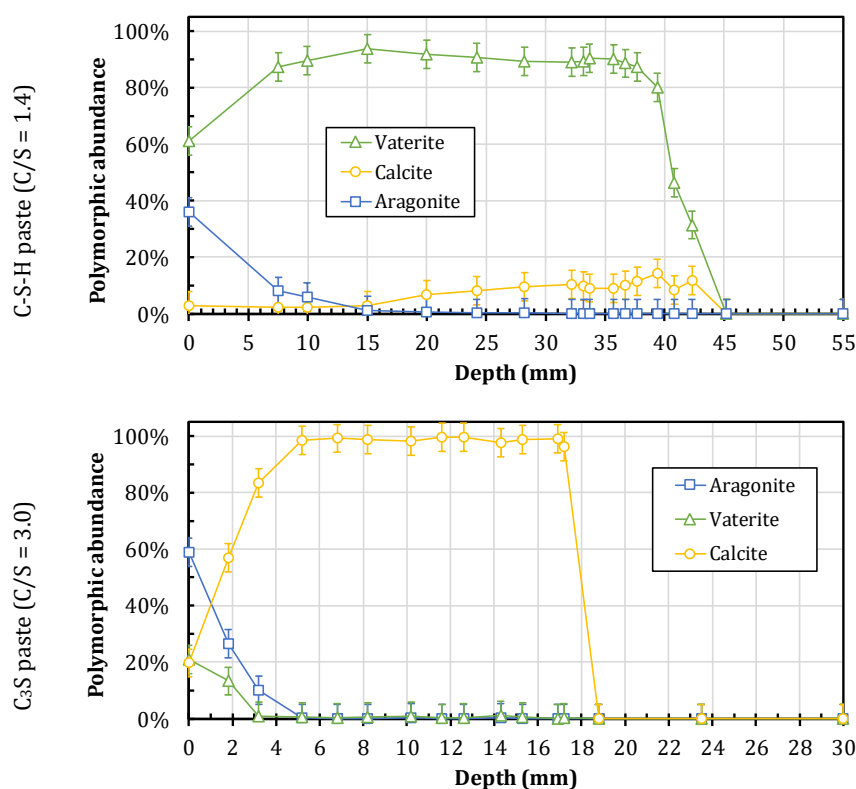 C-S-H paste (C/S = 1.4)
Polymorphic abundance
100%
80%
60%
40%
20%
0%
Vaterite
Calcite
Aragonite
0 5 10 15 20 25 30 35 40 45 50 55
Depth (mm)
C₃S paste (C/S = 3.0)
Polymorphic abundance
100%
80%
60%
40%
20%
0%
Aragonite
Vaterite
Calcite
0 2 4 6 8 10 12 14 16 18 20 22 24 26 28 30
Depth (mm)